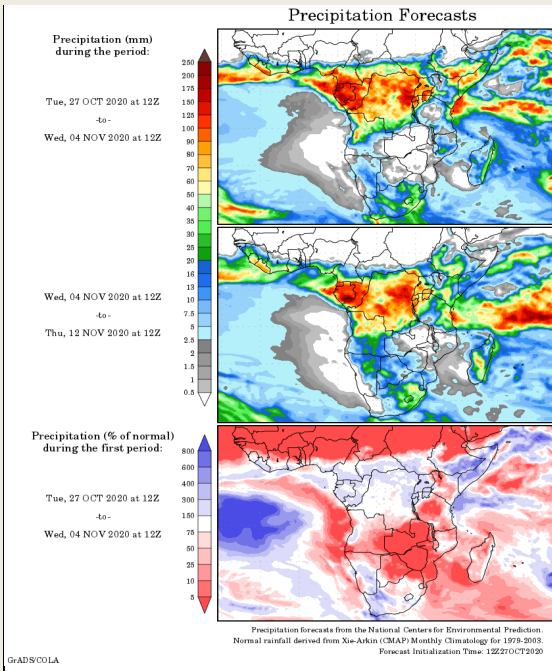 Precipitation Forecasts
Precipitation (mm)
during the period:
Tue, 27 OCT 2020 at 12Z
-to-
Wed, 04 NOV 2020 at 12Z
250
200
175
150
125
100
90
80
70
60
50
40
35
30
25
20
16
13
10
7.5
5
2.5
2
1.5
1
0.5
Wed, 04 NOV 2020 at 12Z
-to-
Thu, 12 NOV 2020 at 12Z
Precipitation (% of normal)
during the first period:
Tue, 27 OCT 2020 at 12Z
-to-
Wed, 04 NOV 2020 at 12Z
800
600
400
300
150
75
50
25
10
5
Precipitation forecasts from the National Centers for Environmental Prediction.
Normal rainfall derived from Xie-Arkin (CMAP) Monthly Climatology for 1979-2003.
Forecast Initialization Time: 12Z27OCT2020
GrADS/COLA